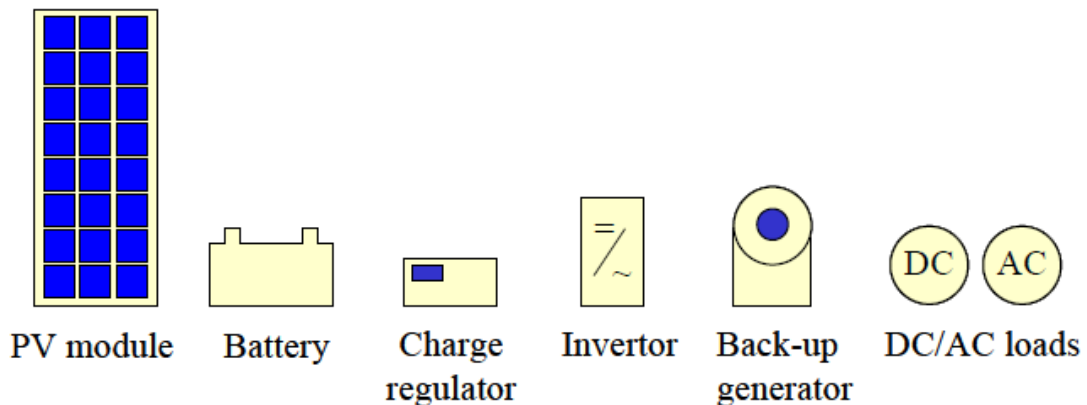 DC AC
PV module Battery Charge regulator Invertor Back-up generator DC/AC loads